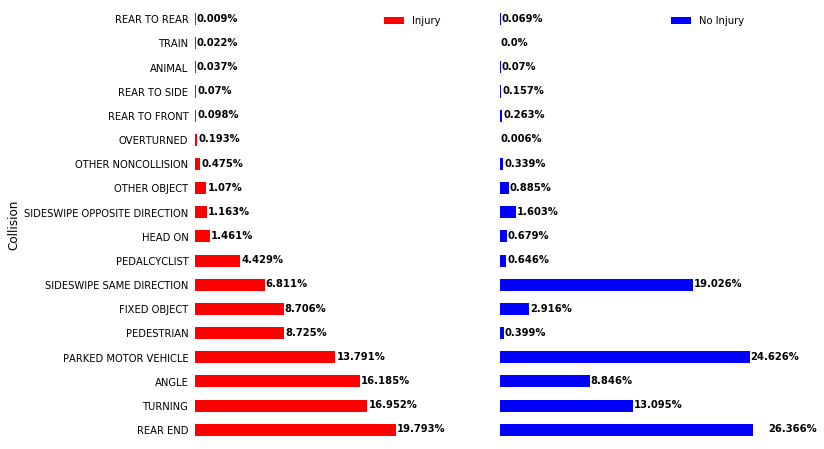 Injury
No Injury
Collision
REAR TO REAR 0.009% 0.069%
TRAIN 0.022% 0.0%
ANIMAL 0.037% 0.07%
REAR TO SIDE 0.07% 0.157%
REAR TO FRONT 0.098% 0.263%
OVERTURNED 0.193% 0.006%
OTHER NONCOLLISION 0.475% 0.339%
OTHER OBJECT 1.07% 0.885%
SIDESWIPE OPPOSITE DIRECTION 1.163% 1.603%
HEAD ON 1.461% 0.679%
PEDALCYCLIST 4.429% 0.646%
SIDESWIPE SAME DIRECTION 6.811% 19.026%
FIXED OBJECT 8.706% 2.916%
PEDESTRIAN 8.725% 0.399%
PARKED MOTOR VEHICLE 13.791% 24.626%
ANGLE 16.185% 8.846%
TURNING 16.952% 13.095%
REAR END 19.793% 26.366%